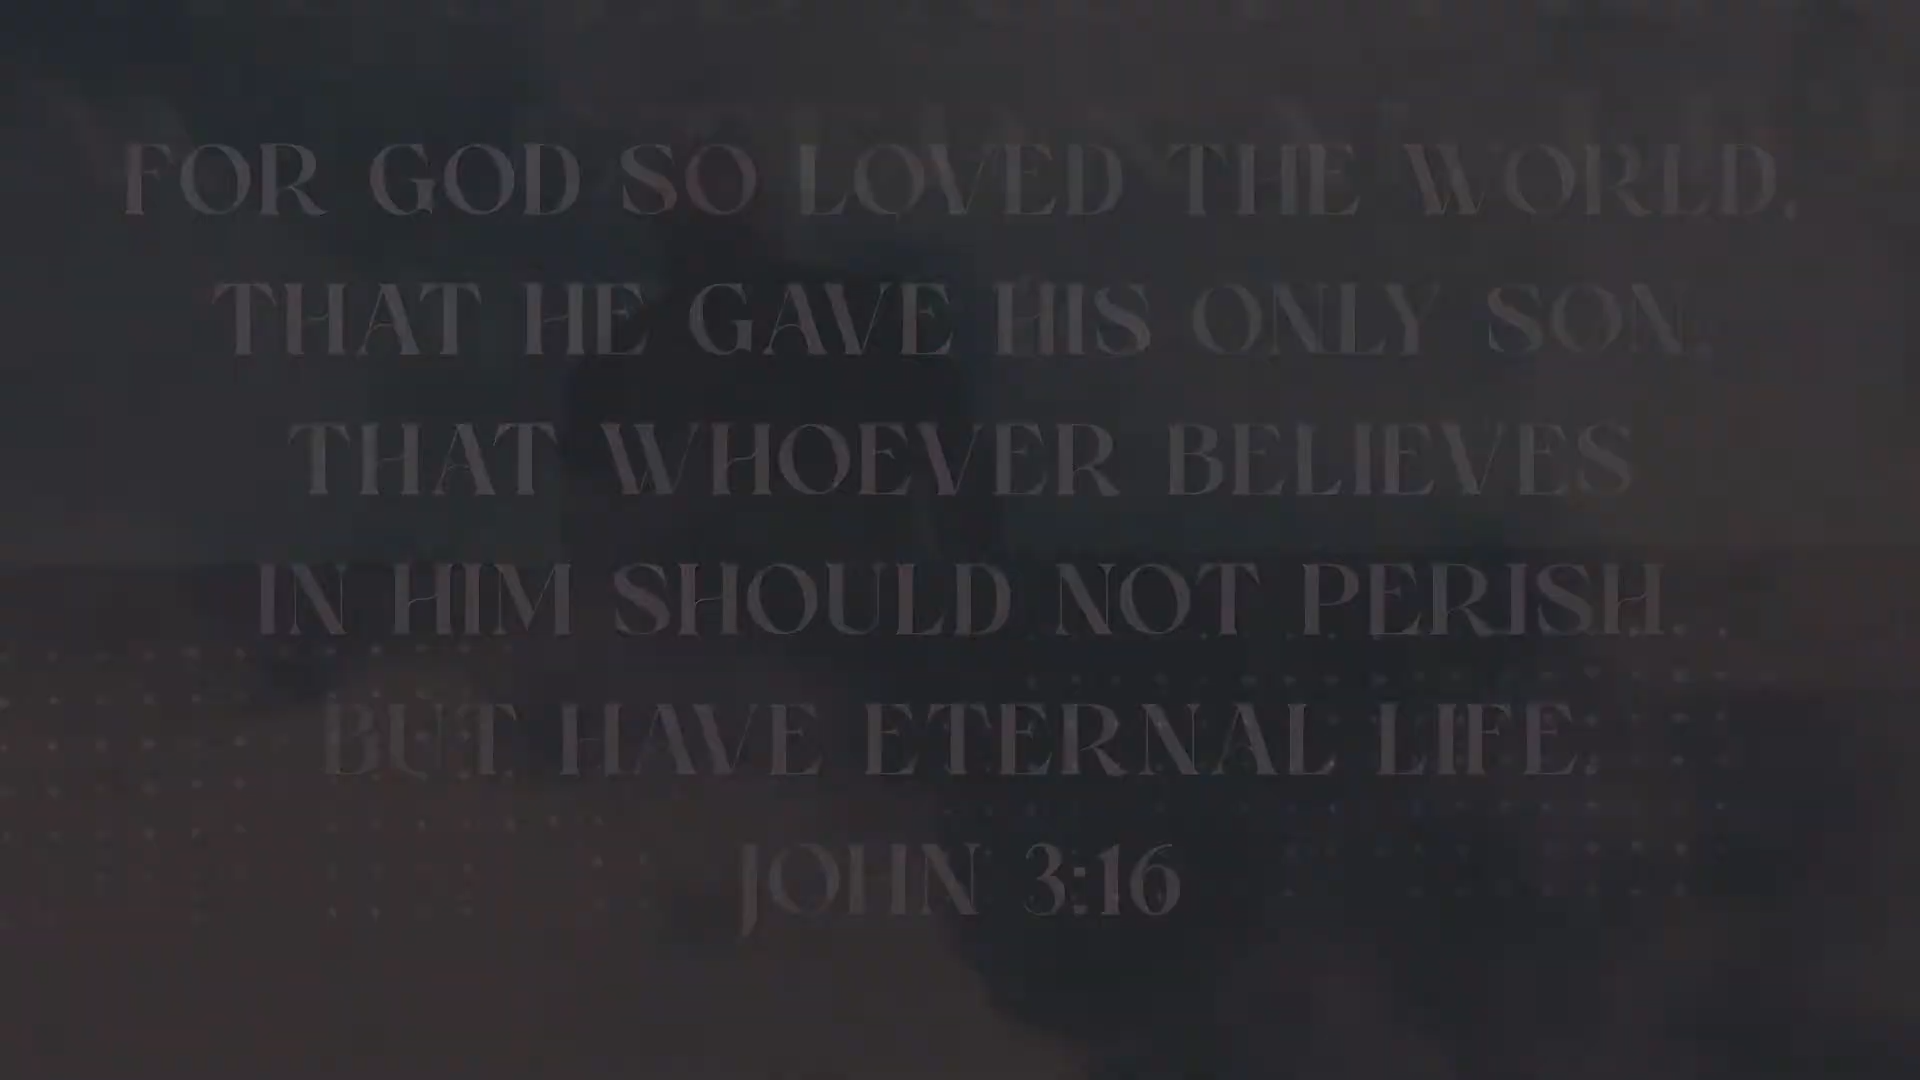 FOR GOD SO LOVED THE WORLD,
THAT HE GAVE HIS ONLY SON,
THAT WHOEVER BELIEVES
IN HIM SHOULD NOT PERISH
BUT HAVE ETERNAL LIFE.
JOHN 3:16